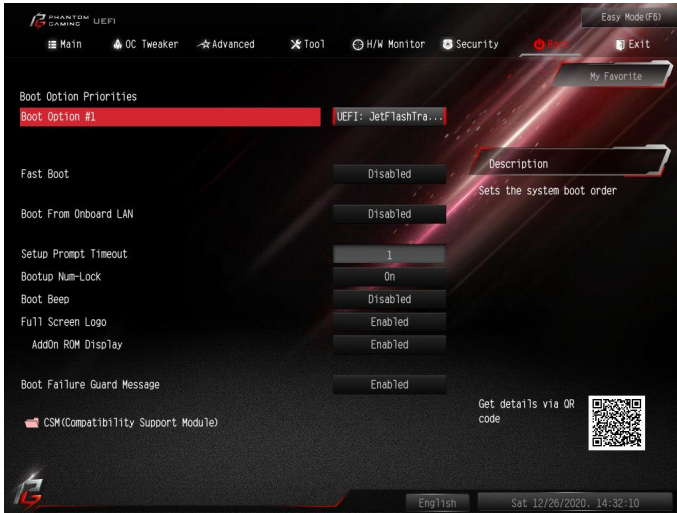 PHANTOM GAMING UEFI
Easy Mode(F6)
Main OC Tweaker Advanced Tool H/W Monitor Security Boot Exit
My Favorite
Boot Option Priorities
Boot Option #1 UEFI: JetFlashTra...
Description
Sets the system boot order
Fast Boot Disabled
Boot From Onboard LAN Disabled
Setup Prompt Timeout 1
Bootup Num-Lock On
Boot Beep Disabled
Full Screen Logo Enabled
AddOn ROM Display Enabled
Boot Failure Guard Message Enabled
Get details via QR code
CSM(Compatibility Support Module)
English
Sat 12/26/2020, 14:32:10